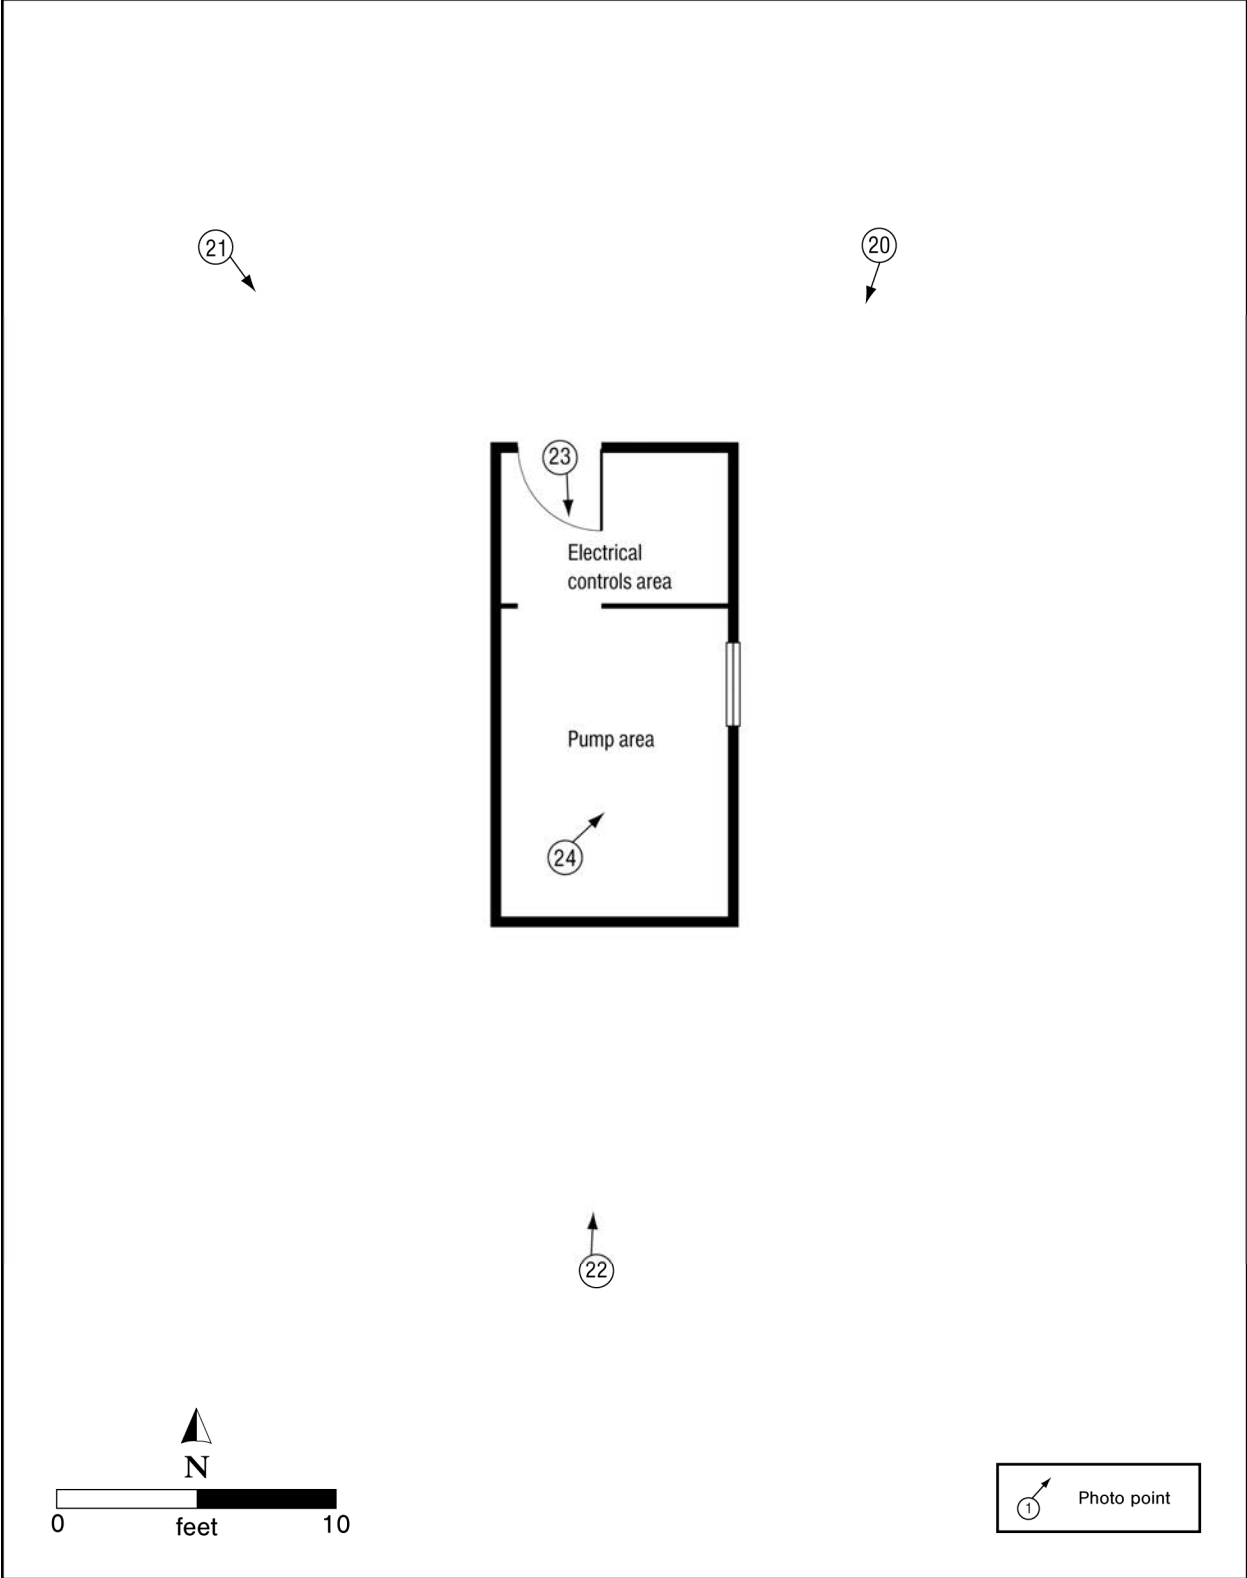 21
20
23
Electrical
controls area
Pump area
24
22
N
0 feet 10
1 Photo point